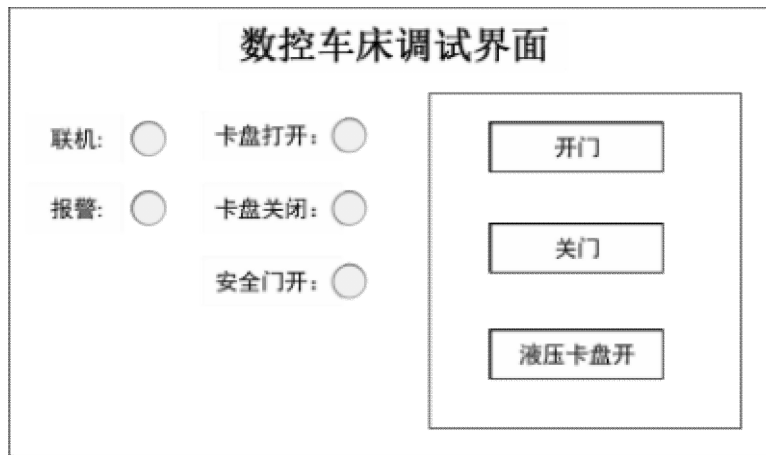 数控车床调试界面
联机:
卡盘打开：
报警:
卡盘关闭：
安全门开：
开门
关门
液压卡盘开